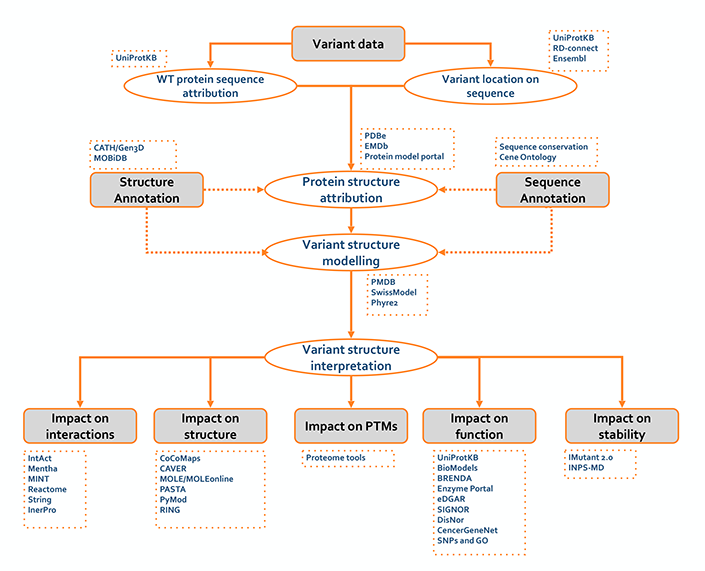 Variant data
UniProtKB
UniProtKB
RD-connect
Ensembl
WT protein sequence
attribution
Variant location on
sequence
PDBe
EMDb
Protein model portal
CATH/Gen3D
MOBiDB
Sequence conservation
Cene Ontology
Structure
Annotation
Protein structure
attribution
Sequence
Annotation
Variant structure
modelling
PMDB
SwissModel
Phyre2
Variant structure
interpretation
Impact on
interactions
Impact on
structure
Impact on PTMs
Impact on
function
Impact on
stability
IntAct
Mentha
MINT
Reactome
String
InerPro
CoCoMaps
CAVER
MOLE/MOLEonline
PASTA
PyMod
RING
Proteome tools
UniProtKB
BioModels
BRENDA
Enzyme Portal
eDGAR
SIGNOR
DisNor
CencerGeneNet
SNPs and GO
IMutant 2.0
INPS-MD